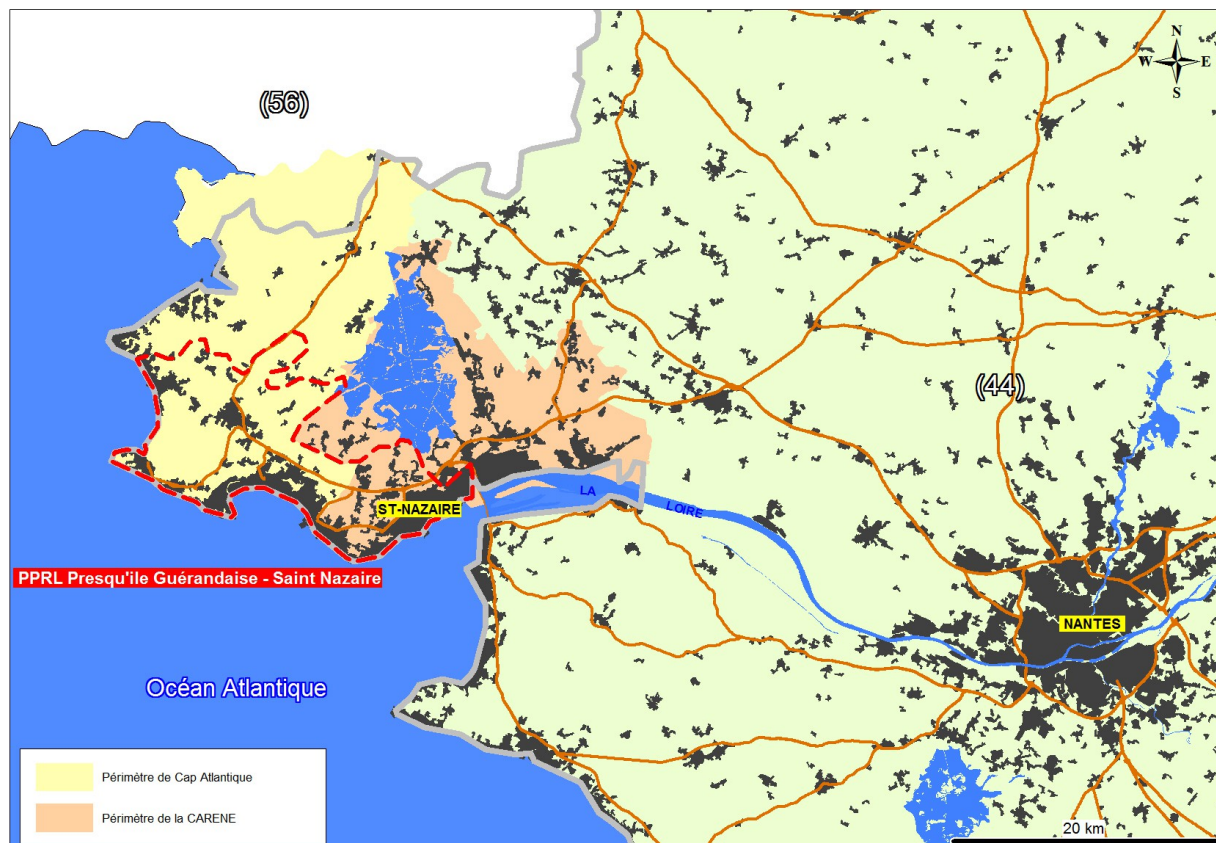 N
W E
S
(56)
(44)
LA
LOIRE
ST-NAZAIRE
PPRL Presqu'ile Guérandaise - Saint Nazaire
NANTES
Océan Atlantique
Périmètre de Cap Atlantique
Périmètre de la CARENE
20 km